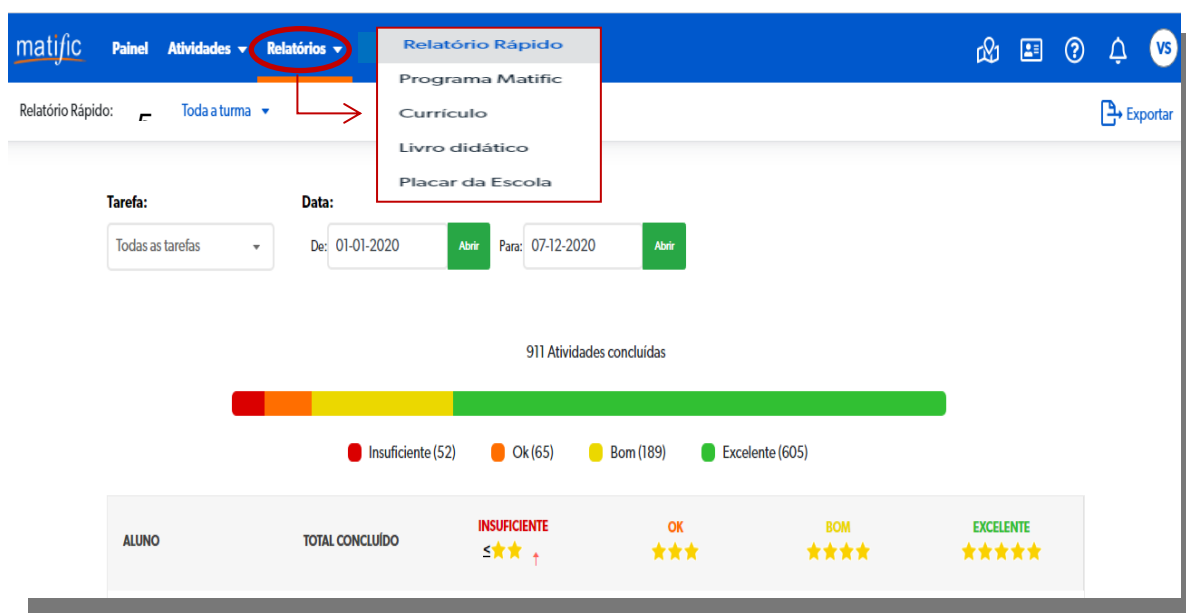 matific Painel Atividades Relatórios
VS
Relatório Rápido
Programa Matific
Currículo
Livro didático
Placar da Escola
Relatório Rápido: Toda a turma
Exportar
Tarefa: Data:
Todas as tarefas De: 01-01-2020 Abrir Para: 07-12-2020 Abrir
911 Atividades concluídas
Insuficiente (52) Ok (65) Bom (189) Excelente (605)
ALUNO TOTAL CONCLUÍDO INSUFICIENTE OK BOM EXCELENTE
≤